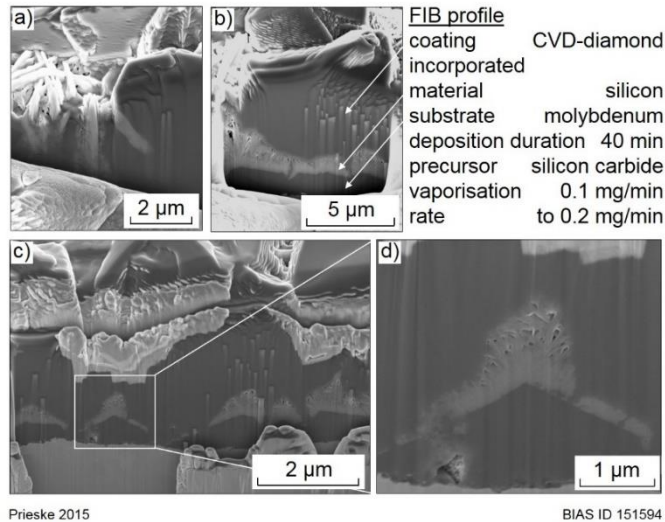 a)
b)
2 µm
5 µm
FIB profile
coating CVD-diamond
incorporated
material silicon
substrate molybdenum
deposition duration 40 min
precursor silicon carbide
vaporisation 0.1 mg/min
rate to 0.2 mg/min
c)
d)
2 µm
1 µm
Prieske 2015 BIAS ID 151594